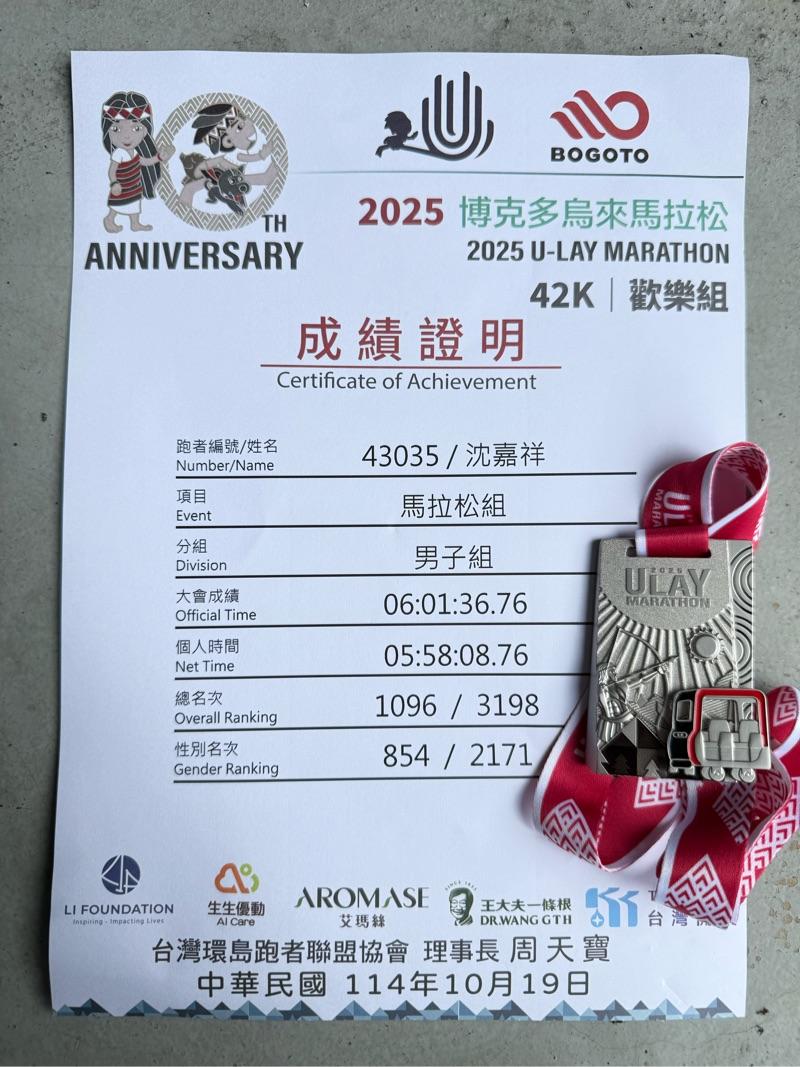 TH
ANNIVERSARY
BOGOTO
2025 博克多烏來馬拉松
2025 U-LAY MARATHON
42K｜歡樂組
成績證明
Certificate of Achievement
跑者編號/姓名
Number/Name
43035 / 沈嘉祥
項目
Event
馬拉松組
分組
Division
男子組
大會成績
Official Time
06:01:36.76
個人時間
Net Time
05:58:08.76
總名次
Overall Ranking
1096 / 3198
性別名次
Gender Ranking
854 / 2171
2025
ULAY
MARATHON
LI FOUNDATION
Inspiring - Impacting Lives
生生優動
AI Care
AROMASE
艾瑪絲
王大夫一條根
DR.WANG GTH
台灣
台灣環島跑者聯盟協會 理事長 周天寶
中華民國 114年10月19日